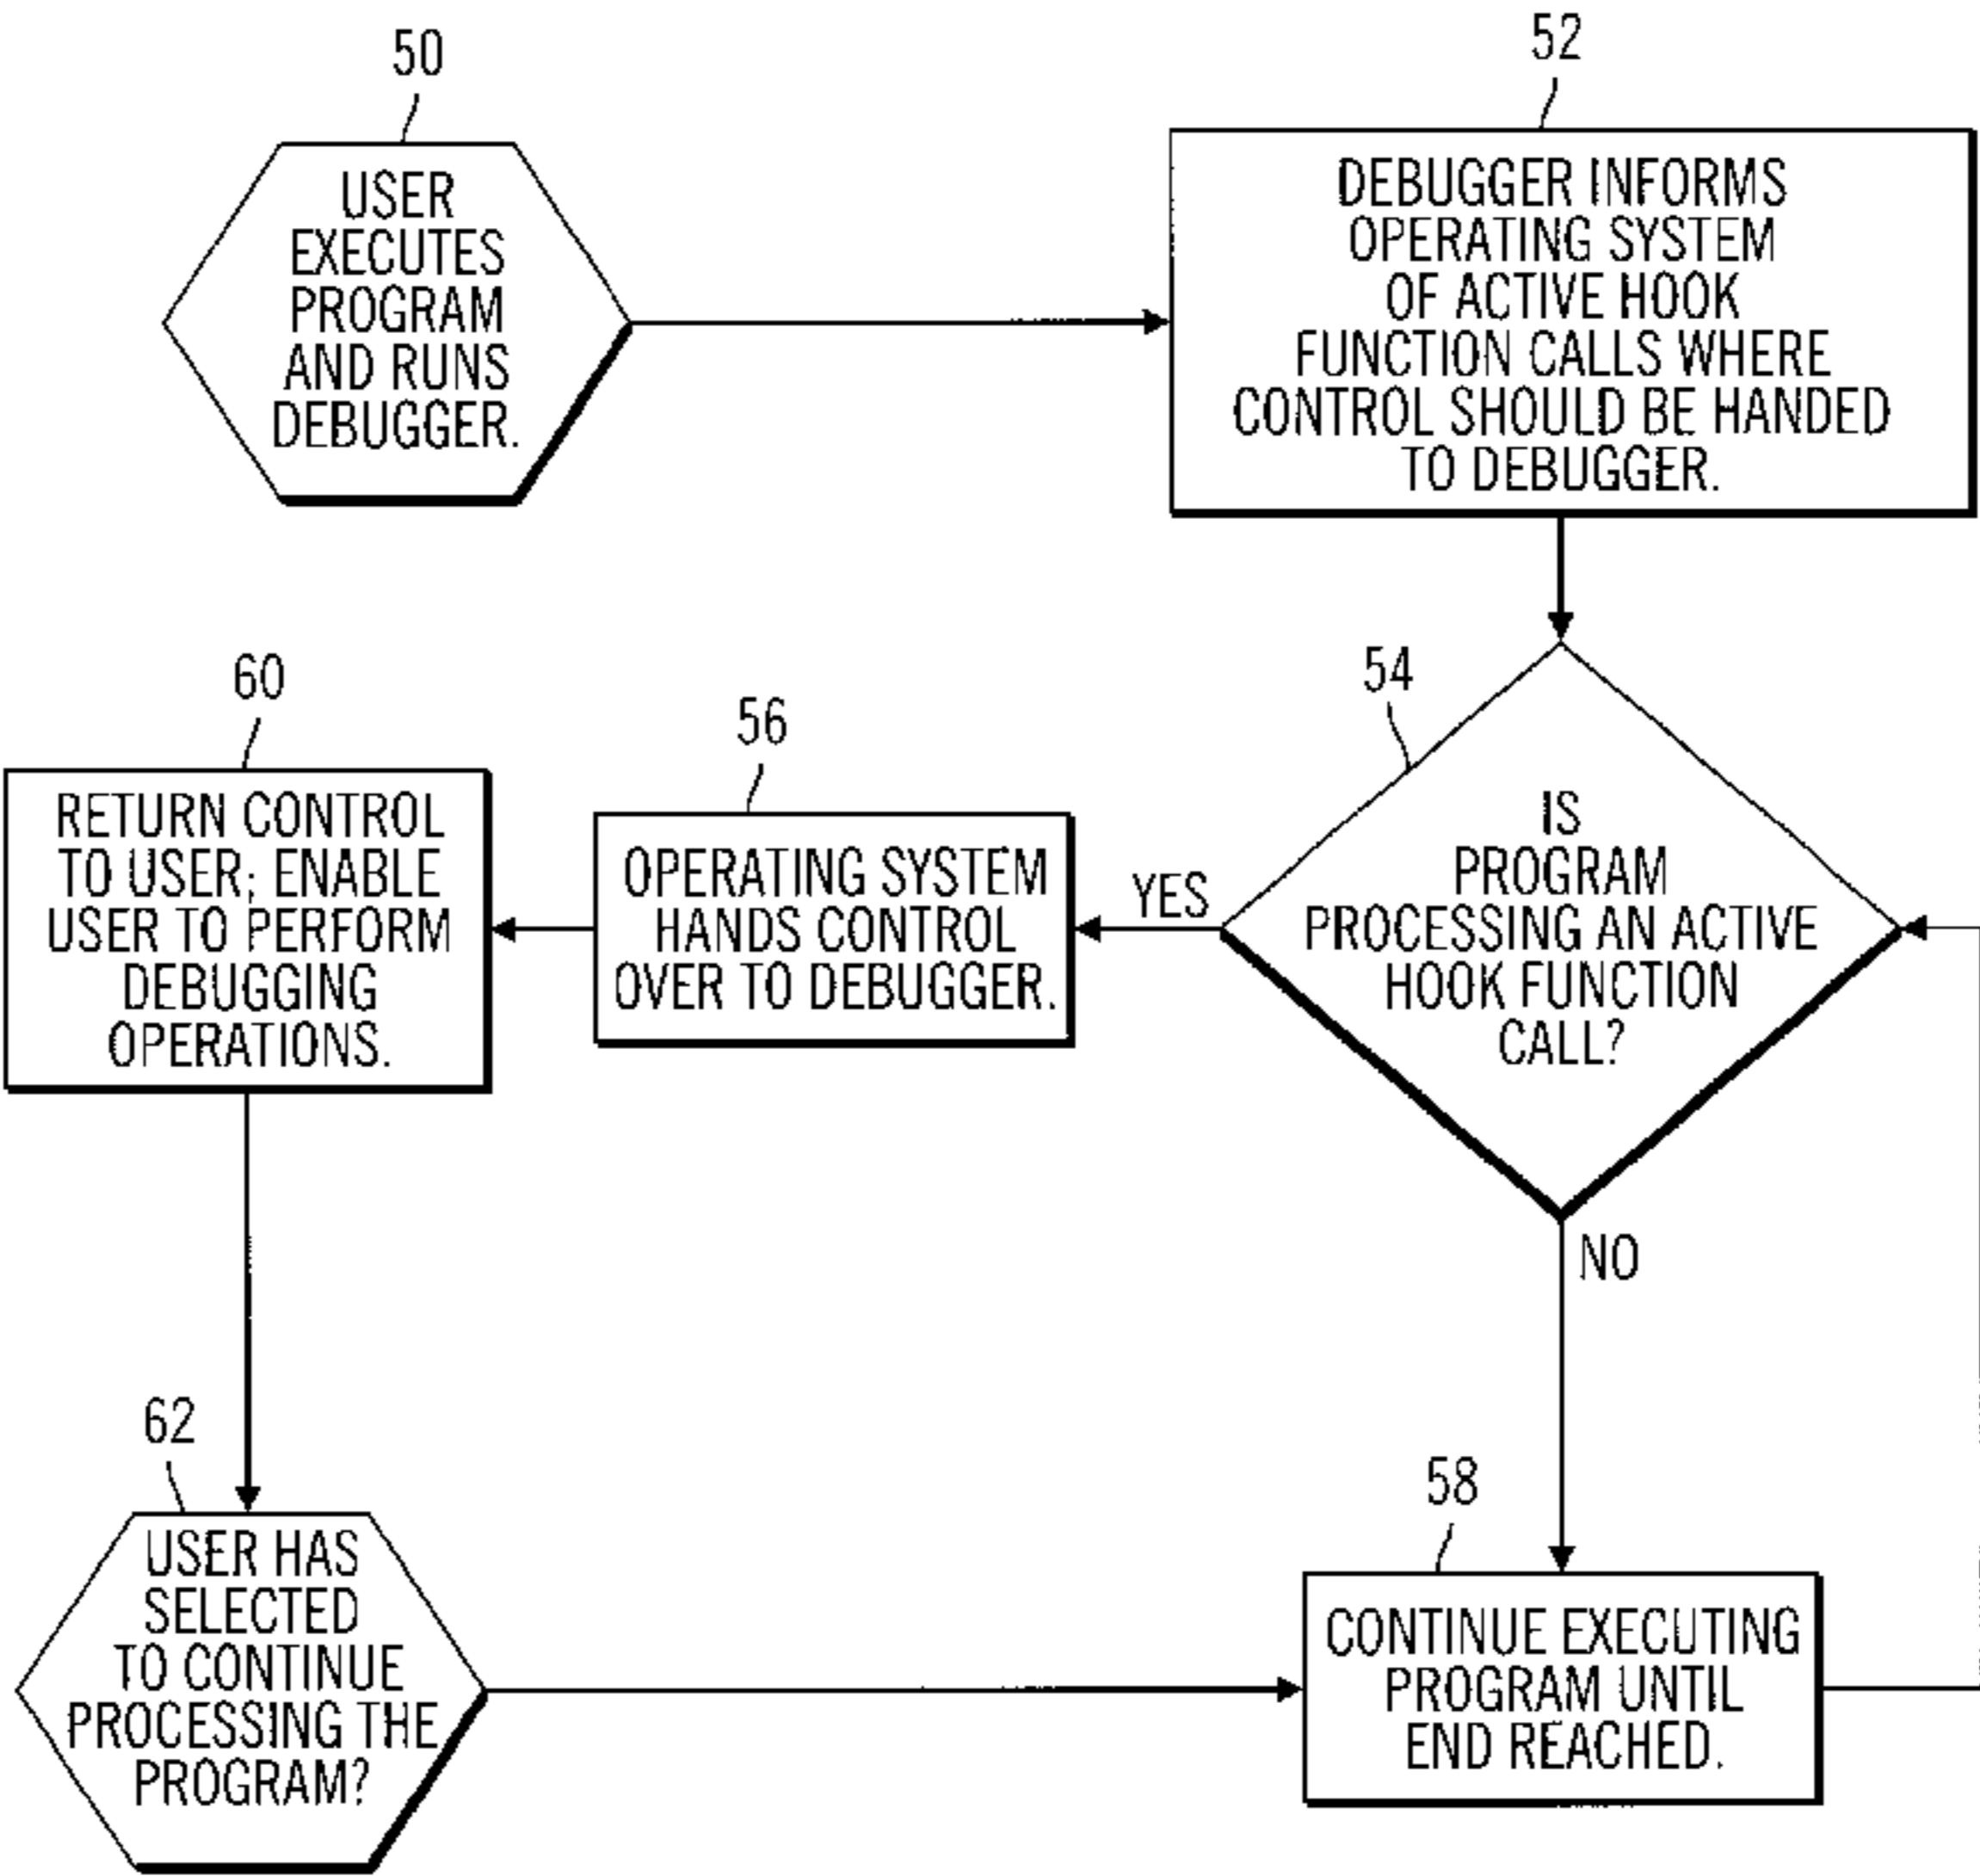 50
USER
EXECUTES
PROGRAM
AND RUNS
DEBUGGER.
52
DEBUGGER INFORMS
OPERATING SYSTEM
OF ACTIVE HOOK
FUNCTION CALLS WHERE
CONTROL SHOULD BE HANDED
TO DEBUGGER.
54
IS
PROGRAM
PROCESSING AN ACTIVE
HOOK FUNCTION
CALL?
YES
NO
56
OPERATING SYSTEM
HANDS CONTROL
OVER TO DEBUGGER.
60
RETURN CONTROL
TO USER; ENABLE
USER TO PERFORM
DEBUGGING
OPERATIONS.
62
USER HAS
SELECTED
TO CONTINUE
PROCESSING THE
PROGRAM?
58
CONTINUE EXECUTING
PROGRAM UNTIL
END REACHED.